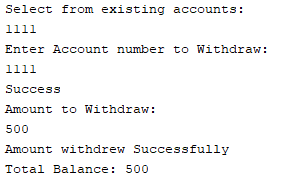 Select from existing accounts:
1111
Enter Account number to Withdraw:
1111
Success
Amount to Withdraw:
500
Amount withdrew Successfully
Total Balance: 500